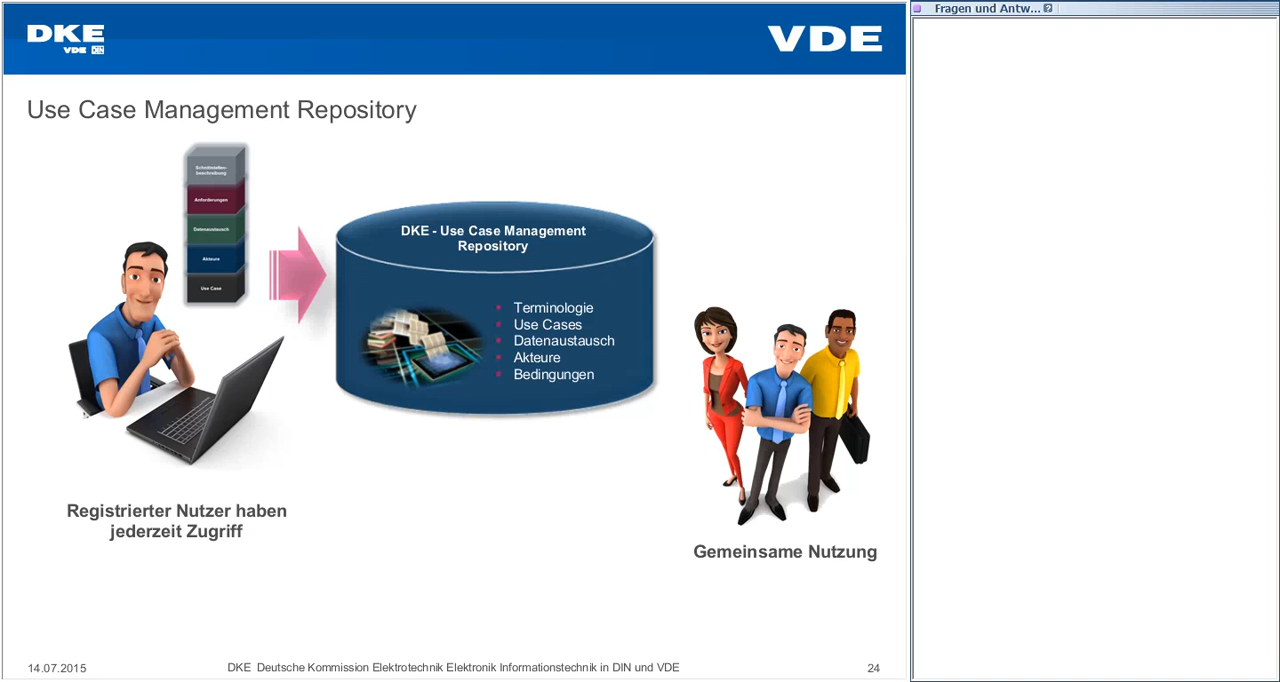 DKE
VDE DIN
VDE
Fragen und Antw...
Use Case Management Repository
Schnittstellen-
beschreibung
Anforderungen
Datenaustausch
Akteure
Use Case
DKE - Use Case Management
Repository
Terminologie
Use Cases
Datenaustausch
Akteure
Bedingungen
Registrierter Nutzer haben
jederzeit Zugriff
Gemeinsame Nutzung
14.07.2015
DKE Deutsche Kommission Elektrotechnik Elektronik Informationstechnik in DIN und VDE
24